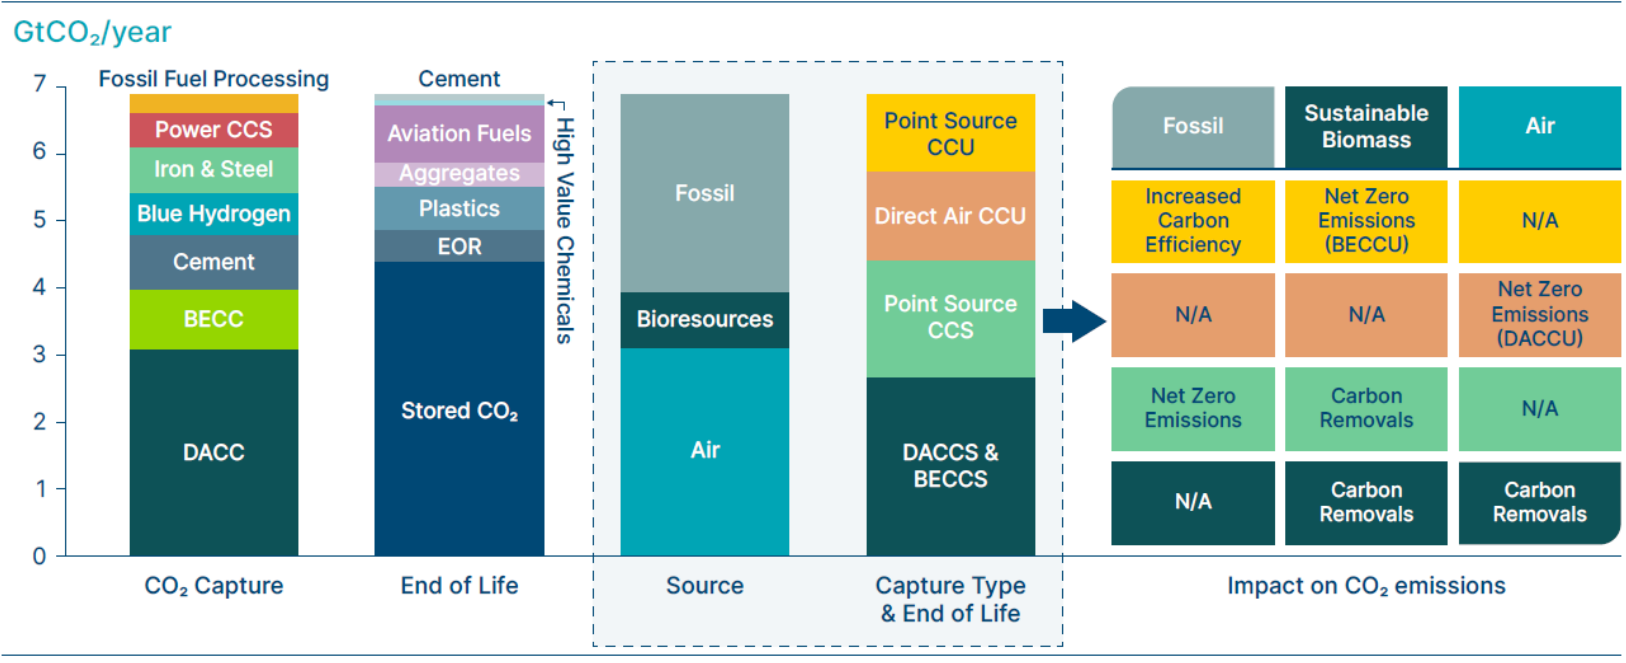 GtCO₂/year
7
6
5
4
3
2
1
0
Fossil Fuel Processing
Power CCS
Iron & Steel
Blue Hydrogen
Cement
BECC
DACC
CO₂ Capture
Cement
High Value Chemicals
Aviation Fuels
Aggregates
Plastics
EOR
Stored CO₂
End of Life
Fossil
Bioresources
Air
Source
Point Source
CCU
Direct Air CCU
Point Source
CCS
DACCS &
BECCS
Capture Type
& End of Life
Fossil
Sustainable
Biomass
Air
Increased
Carbon
Efficiency
Net Zero
Emissions
(BECCU)
N/A
N/A
N/A
Net Zero
Emissions
(DACCU)
Net Zero
Emissions
Carbon
Removals
N/A
N/A
Carbon
Removals
Carbon
Removals
Impact on CO₂ emissions